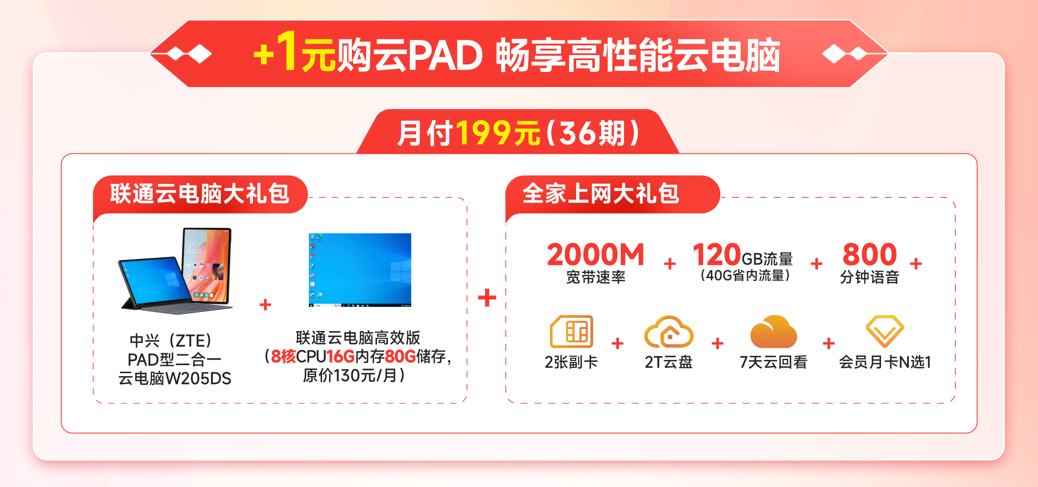 +1元购云PAD 畅享高性能云电脑
月付199元(36期)
联通云电脑大礼包
中兴（ZTE）
PAD型二合一
云电脑W205DS
+
联通云电脑高效版
（8核CPU16G内存80G储存，
原价130元/月）
+
全家上网大礼包
2000M + 120GB流量 + 800 +
宽带速率 （40G省内流量） 分钟语音
+ + +
2张副卡 2T云盘 7天云回看 会员月卡N选1